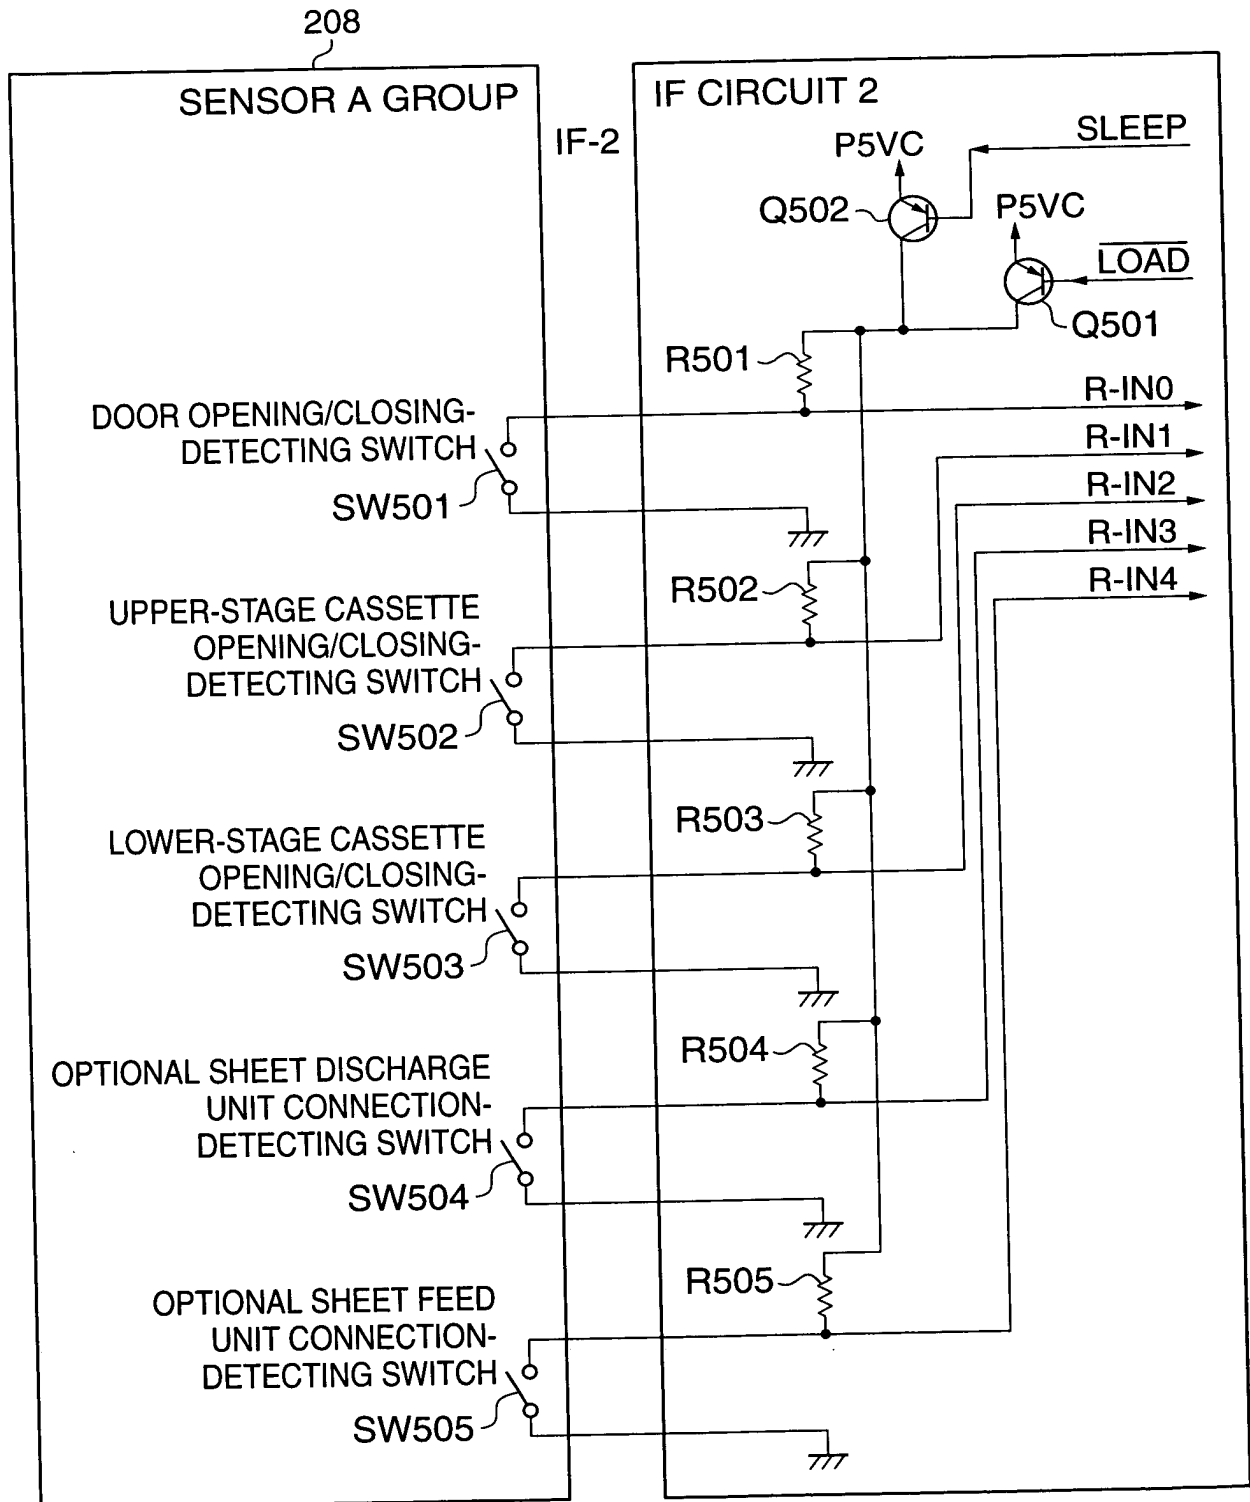 208
SENSOR A GROUP
IF-2
IF CIRCUIT 2
SLEEP
P5VC
Q502
P5VC
LOAD
Q501
R501
R-IN0
DOOR OPENING/CLOSING-
DETECTING SWITCH
SW501
R-IN1
R-IN2
R-IN3
R-IN4
R502
UPPER-STAGE CASSETTE
OPENING/CLOSING-
DETECTING SWITCH
SW502
R503
LOWER-STAGE CASSETTE
OPENING/CLOSING-
DETECTING SWITCH
SW503
R504
OPTIONAL SHEET DISCHARGE
UNIT CONNECTION-
DETECTING SWITCH
SW504
R505
OPTIONAL SHEET FEED
UNIT CONNECTION-
DETECTING SWITCH
SW505